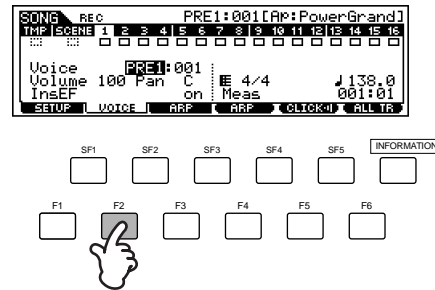 SONG REC PRE1:001[AP:PowerGrand]
TMP SCENE 1 2 3 4 5 6 7 8 9 10 11 12 13 14 15 16
Voice PRE1:001
Volume 100 Pan C 4/4 ♩138.0
InsEF on Meas 001:01
SETUP VOICE ARP ARP CLICK ALL TR
SF1 SF2 SF3 SF4 SF5 INFORMATION
F1 F2 F3 F4 F5 F6